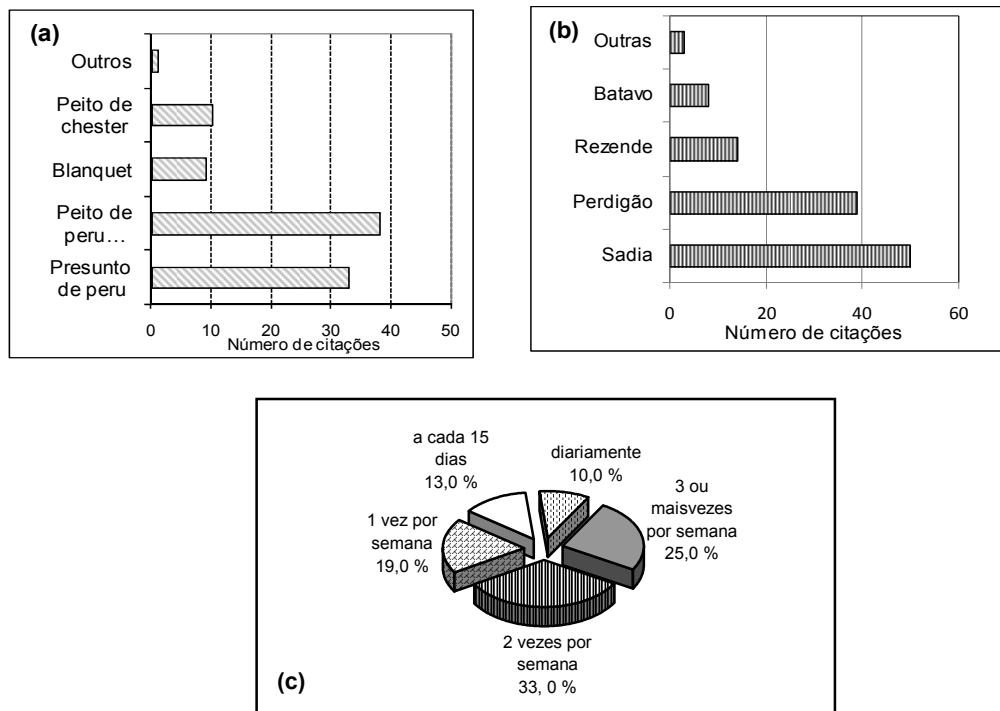 (a)
Outros
Peito de
chester
Blanquet
Peito de
peru…
Presunto
de peru
0 10 20 30 40 50
Número de citações
(b)
Outras
Batavo
Rezende
Perdigão
Sadia
0 20 40 60
Número de citações
a cada 15
dias
13,0 %
diariamente
10,0 %
3 ou
maisvezes
por semana
25,0 %
1 vez por
semana
19,0 %
2 vezes por
semana
33, 0 %
(c)